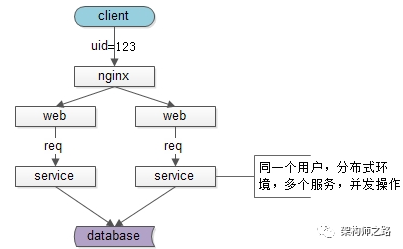 client
uid=123
nginx
web
web
req
req
service
service
同一个用户，分布式环
境，多个服务，并发操作
database
架构师之路